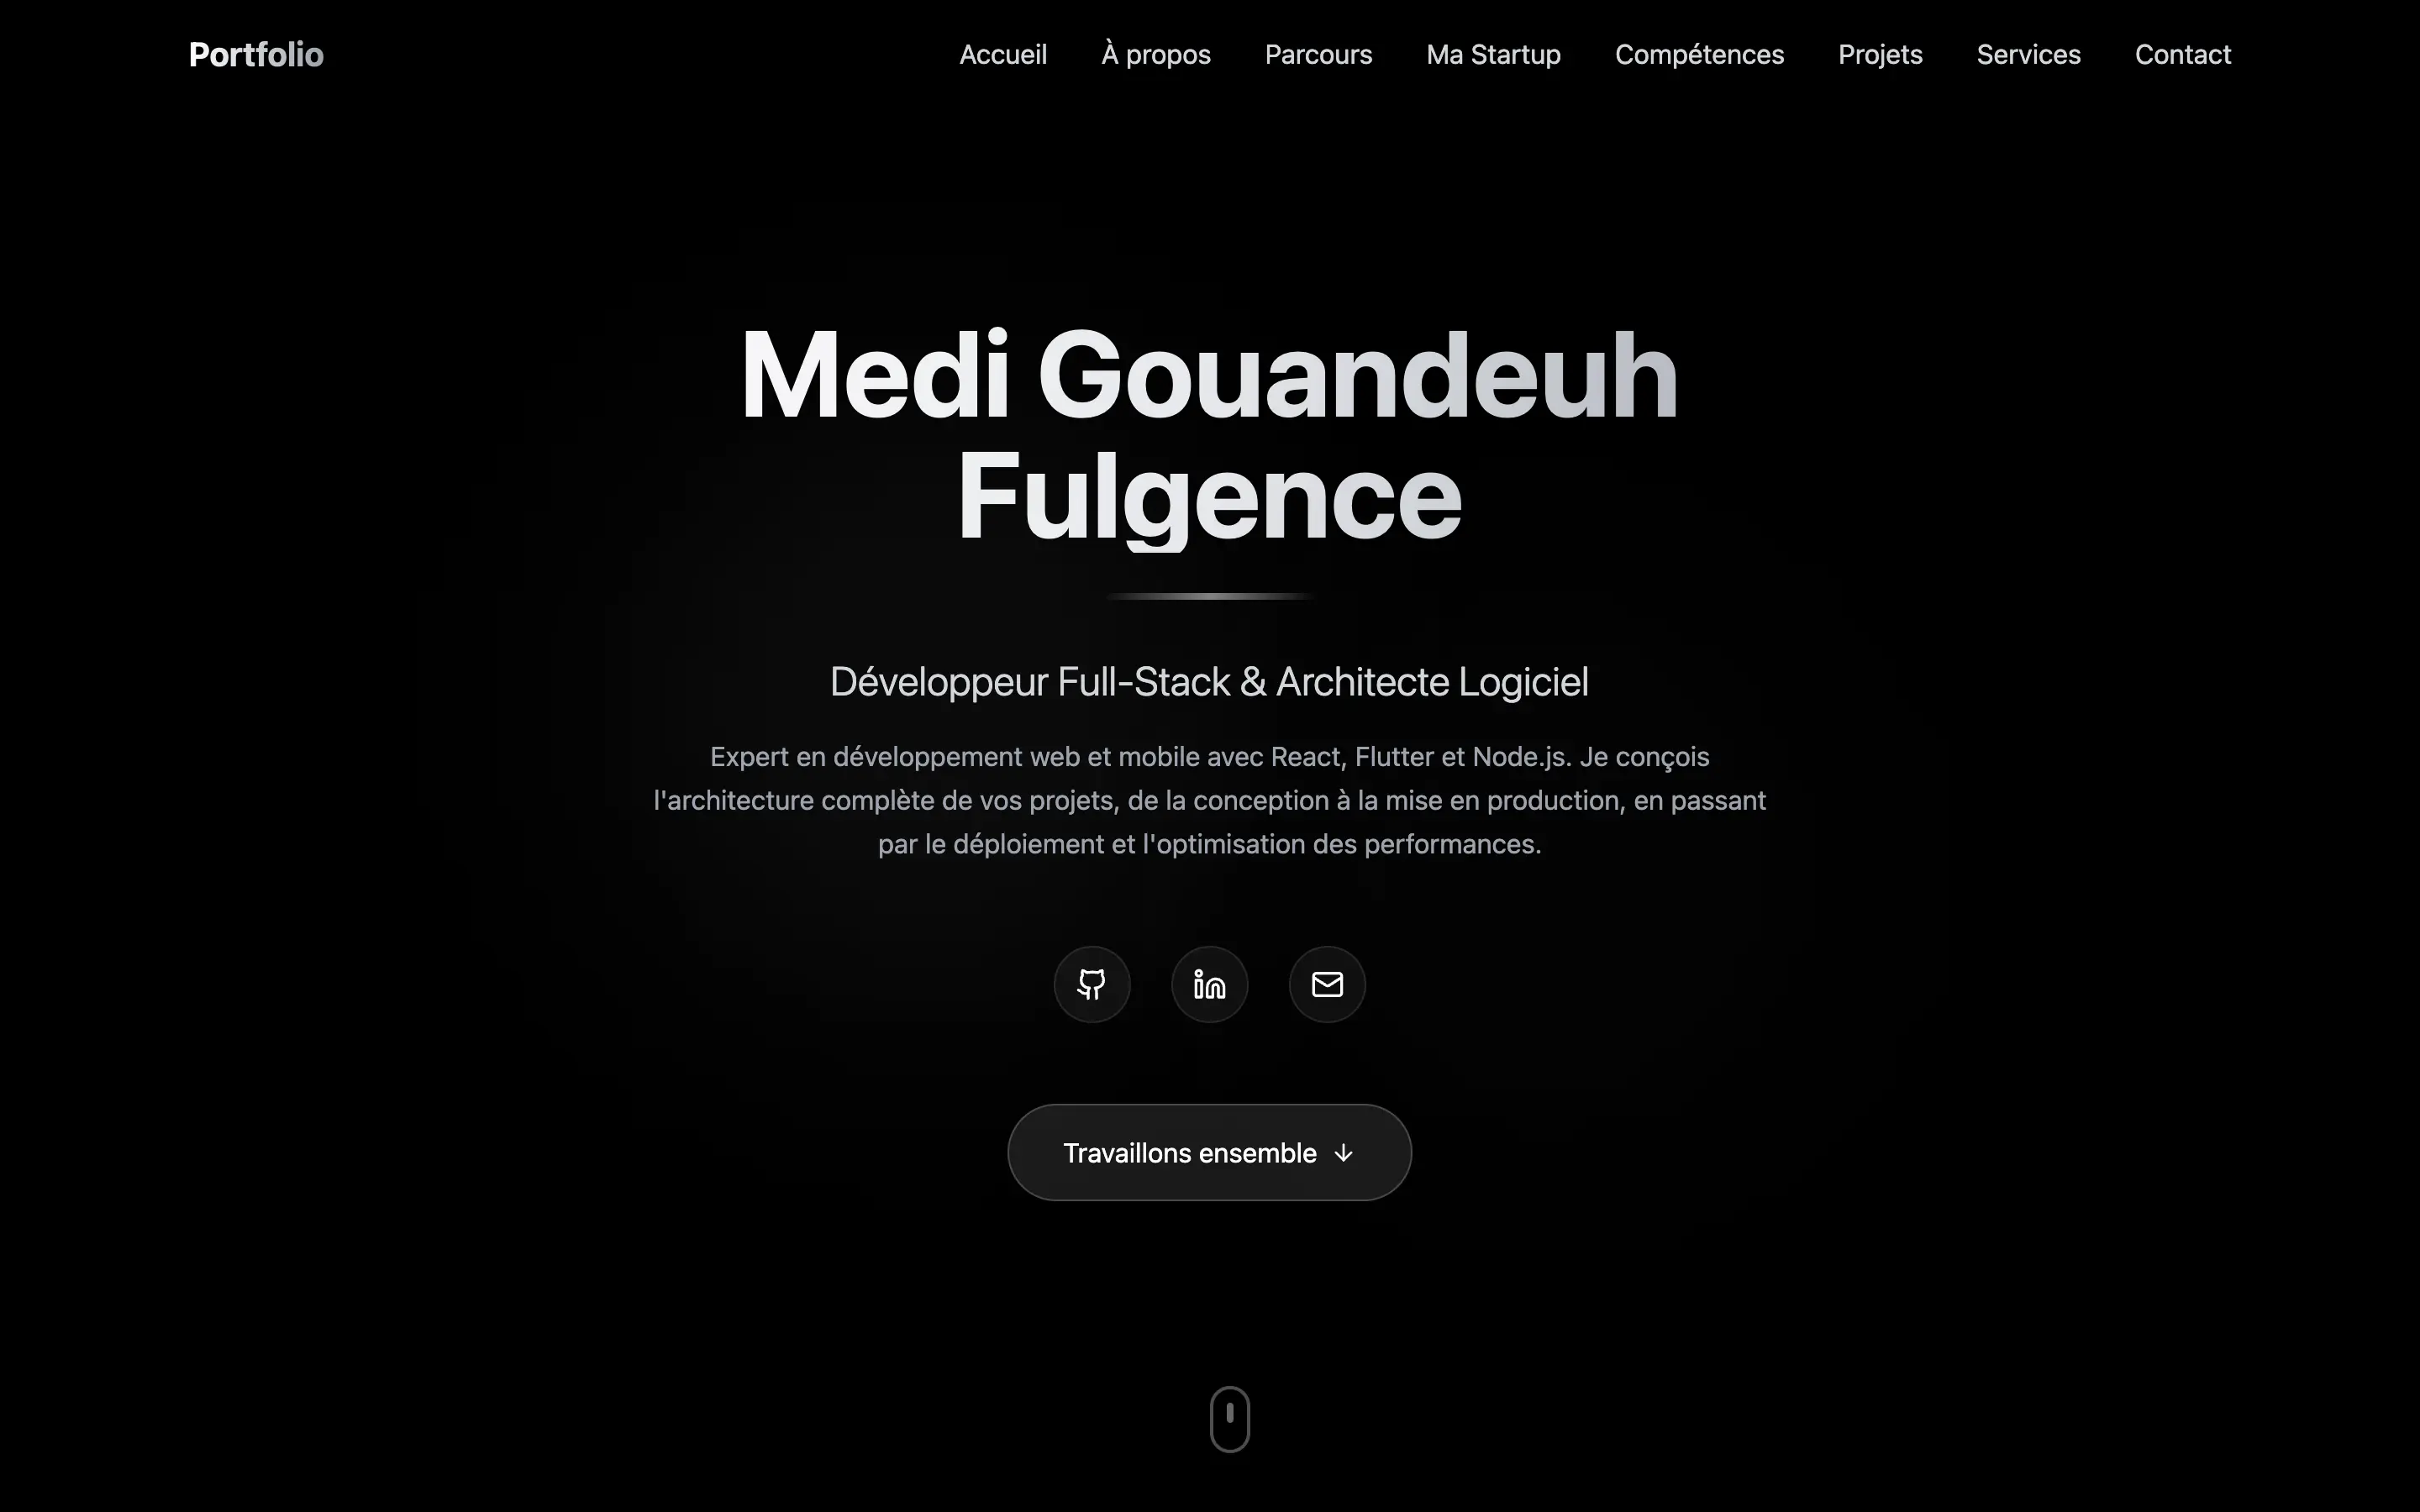 Portfolio
Accueil
À propos
Parcours
Ma Startup
Compétences
Projets
Services
Contact
Medi Gouandeuh
Fulgence
Développeur Full-Stack & Architecte Logiciel
Expert en développement web et mobile avec React, Flutter et Node.js. Je conçois
l'architecture complète de vos projets, de la conception à la mise en production, en passant
par le déploiement et l'optimisation des performances.
Travaillons ensemble ↓